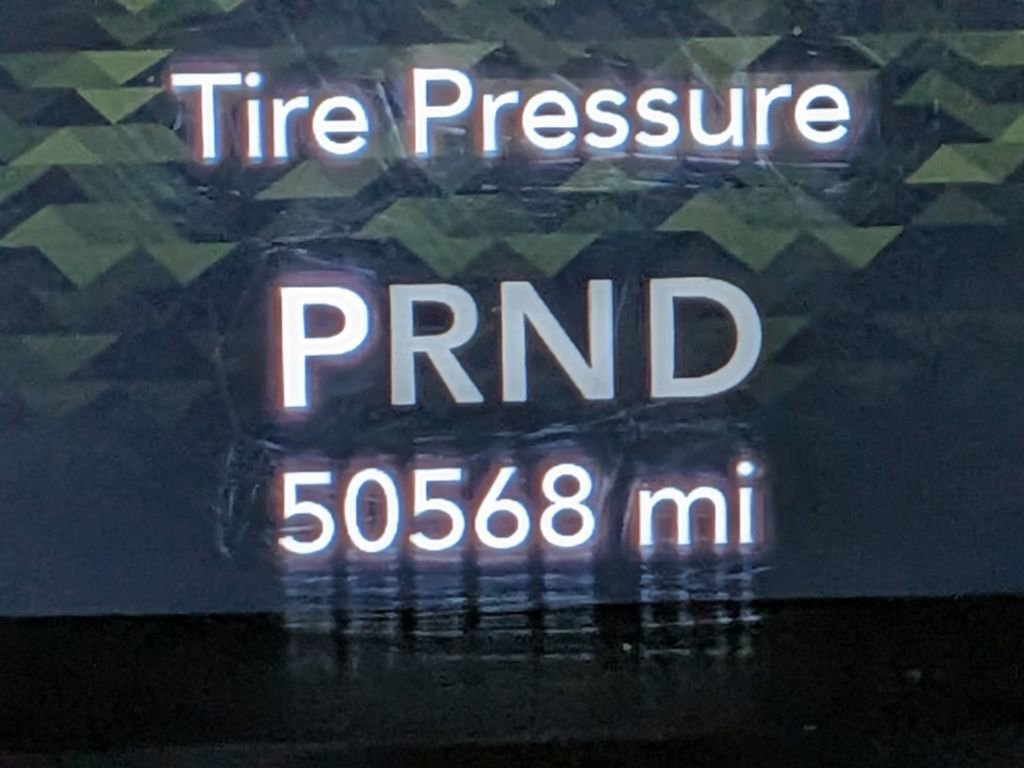 Tire Pressure
PRND
50568 mi